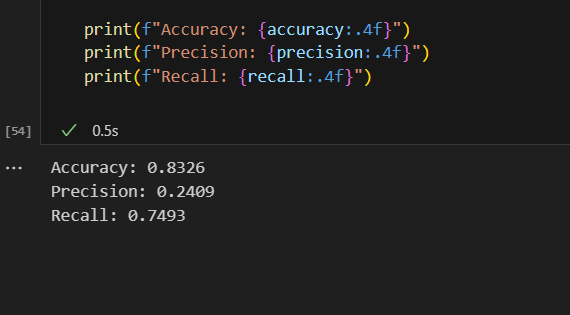 print(f"Accuracy: {accuracy:.4f}")
print(f"Precision: {precision:.4f}")
print(f"Recall: {recall:.4f}")
[54] 0.5s
Accuracy: 0.8326
Precision: 0.2409
Recall: 0.7493